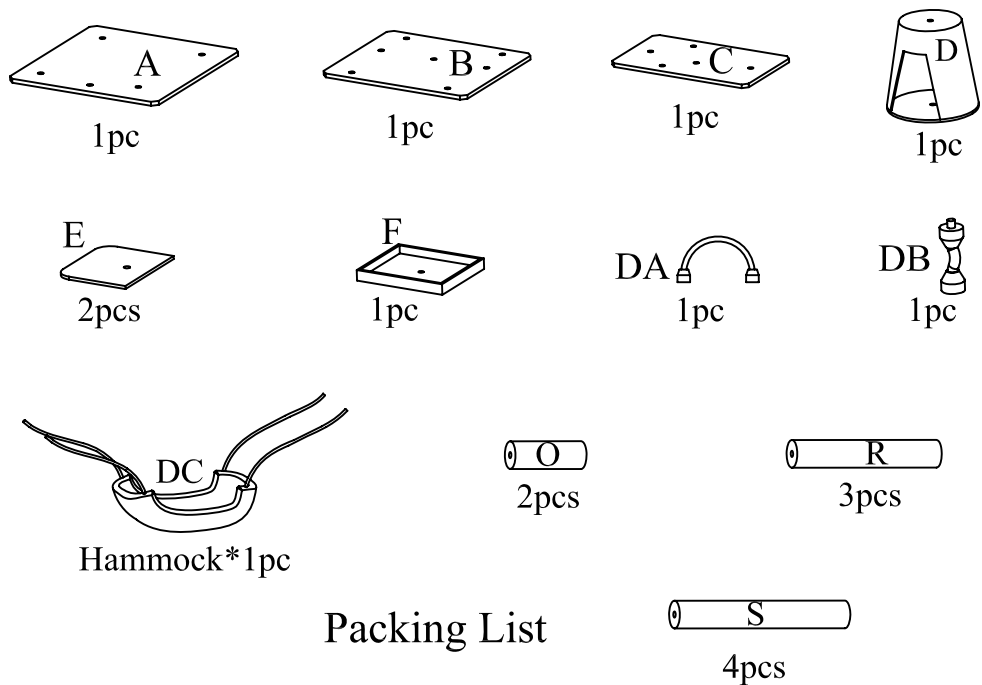 A
1pc
B
1pc
C
1pc
D
1pc
E
2pcs
F
1pc
DA
1pc
DB
1pc
DC
Hammock*1pc
O
2pcs
R
3pcs
Packing List
S
4pcs